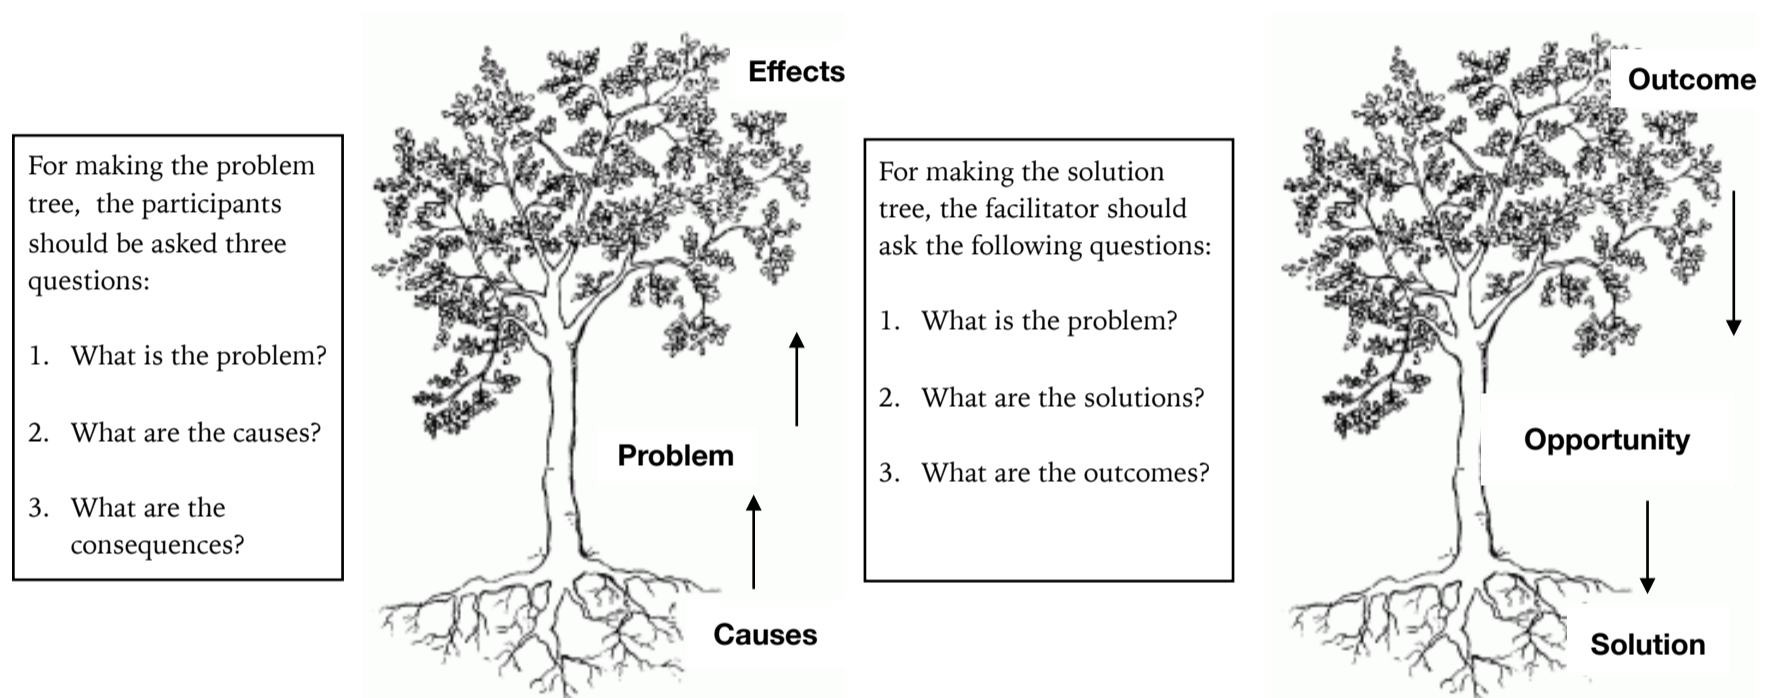 For making the problem
tree, the participants
should be asked three
questions:
1. What is the problem?
2. What are the causes?
3. What are the
consequences?
Effects
Problem
Causes
For making the solution
tree, the facilitator should
ask the following questions:
1. What is the problem?
2. What are the solutions?
3. What are the outcomes?
Outcome
Opportunity
Solution